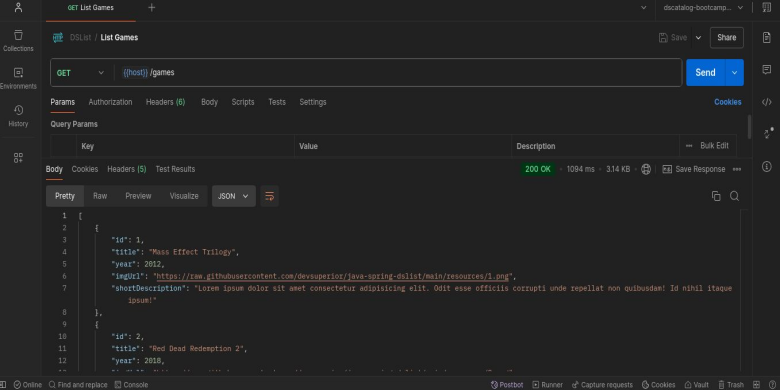 GET List Games
dscatalog-bootcamp...
Collections
Environments
History
DSList / List Games
Save
Share
GET {{host}}/games
Send
Params Authorization Headers (6) Body Scripts Tests Settings
Cookies
Query Params
Key Value Description ••• Bulk Edit
Body Cookies Headers (5) Test Results
200 OK • 1094 ms • 3.14 KB • Save Response •••
Pretty Raw Preview Visualize JSON
1 [
2 {
3 "id": 1,
4 "title": "Mass Effect Trilogy",
5 "year": 2012,
6 "imgUrl": "https://raw.githubusercontent.com/devsuperior/java-spring-dslist/main/resources/1.png",
7 "shortDescription": "Lorem ipsum dolor sit amet consectetur adipisicing elit. Odit esse officiis corrupti unde repellat non quibusdam! Id nihil itaque
ipsum!"
8 },
9 {
10 "id": 2,
11 "title": "Red Dead Redemption 2",
12 "year": 2018,
Online Find and replace Console
Postbot Runner Capture requests Cookies Vault Trash